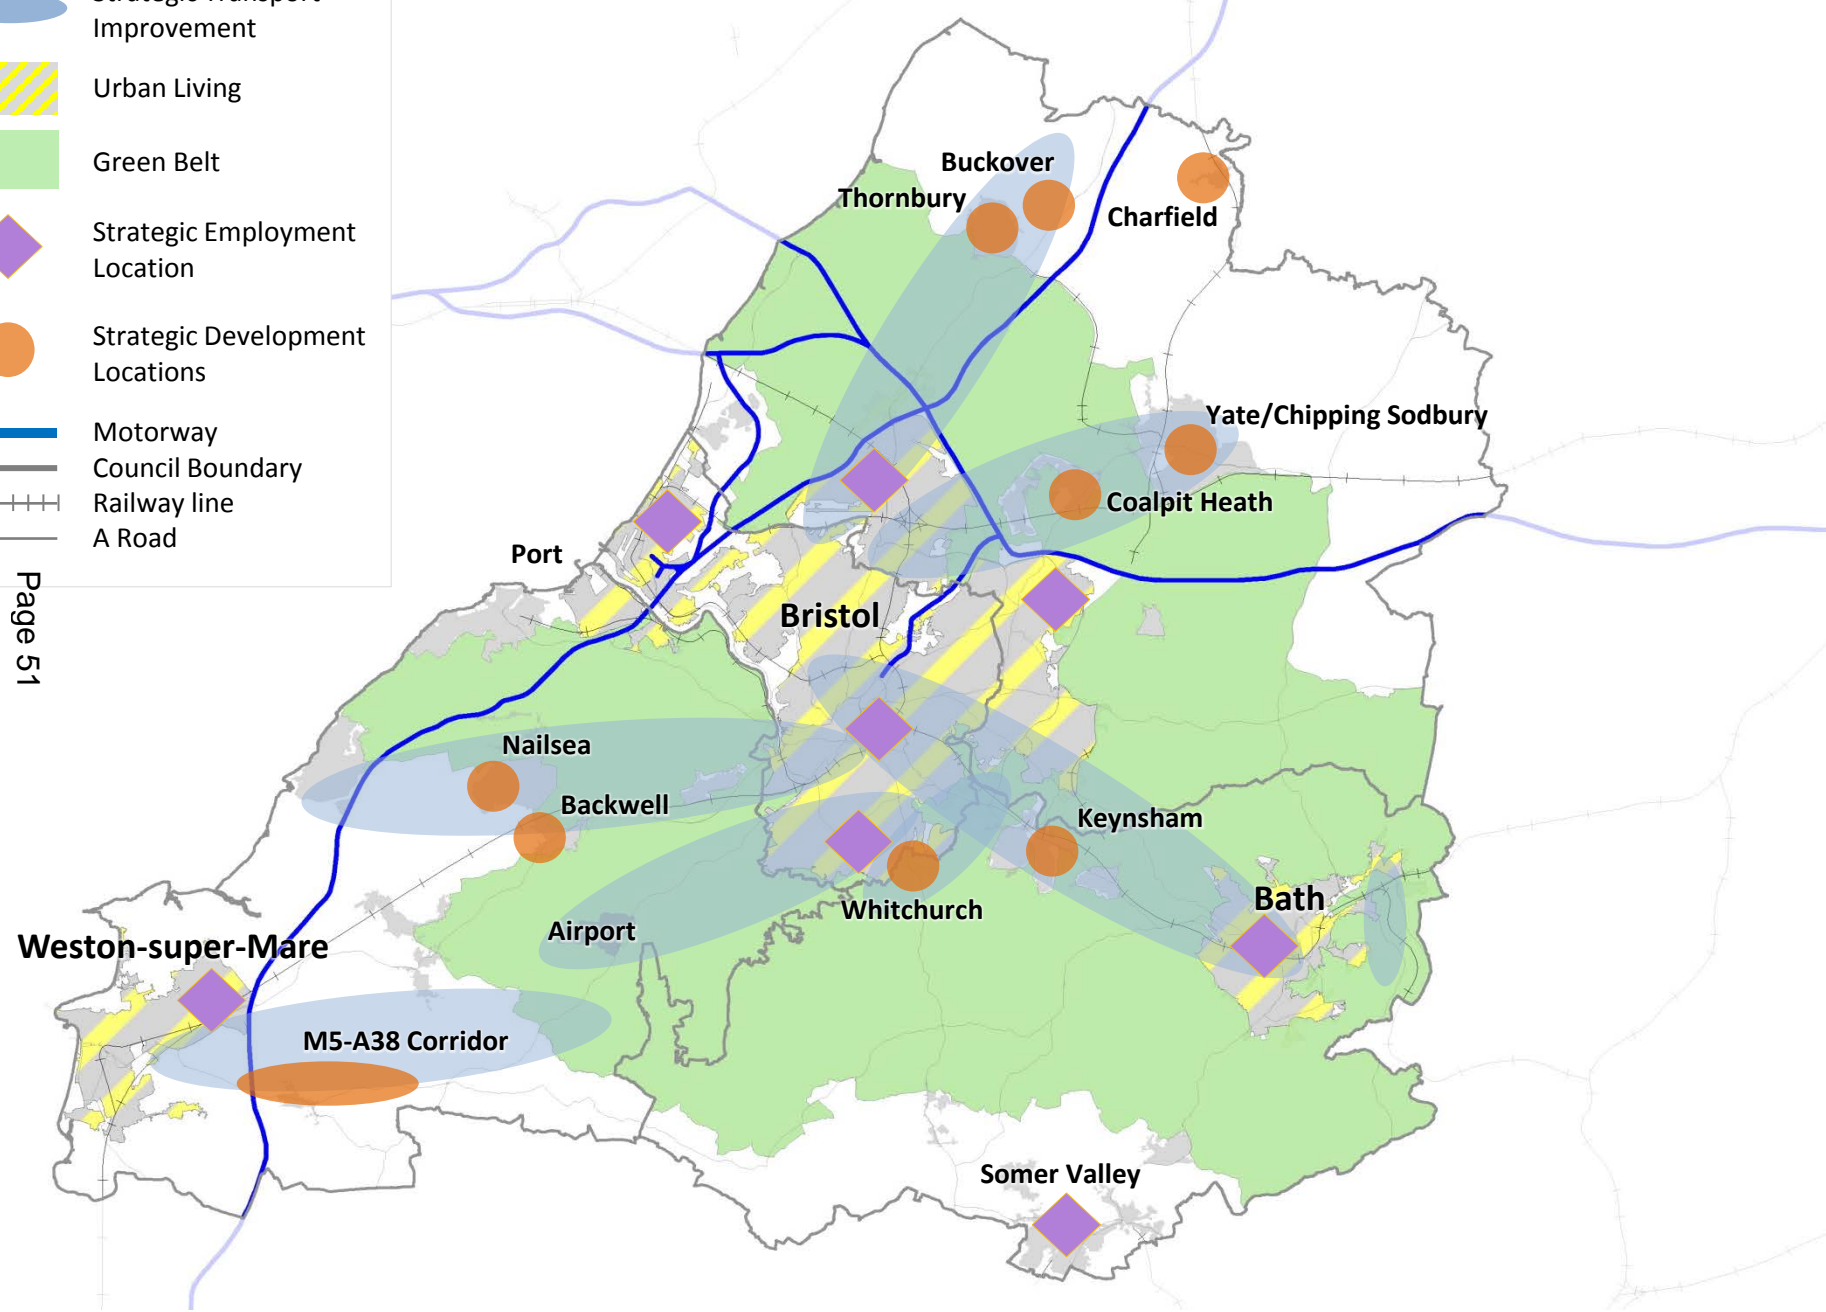 Strategic Transport
Improvement
Urban Living
Green Belt
Strategic Employment
Location
Strategic Development
Locations
Motorway
Council Boundary
Railway line
A Road
Page 51
Buckover
Thornbury
Charfield
Yate/Chipping Sodbury
Coalpit Heath
Port
Bristol
Nailsea
Backwell
Keynsham
Whitchurch
Bath
Airport
Weston-super-Mare
M5-A38 Corridor
Somer Valley